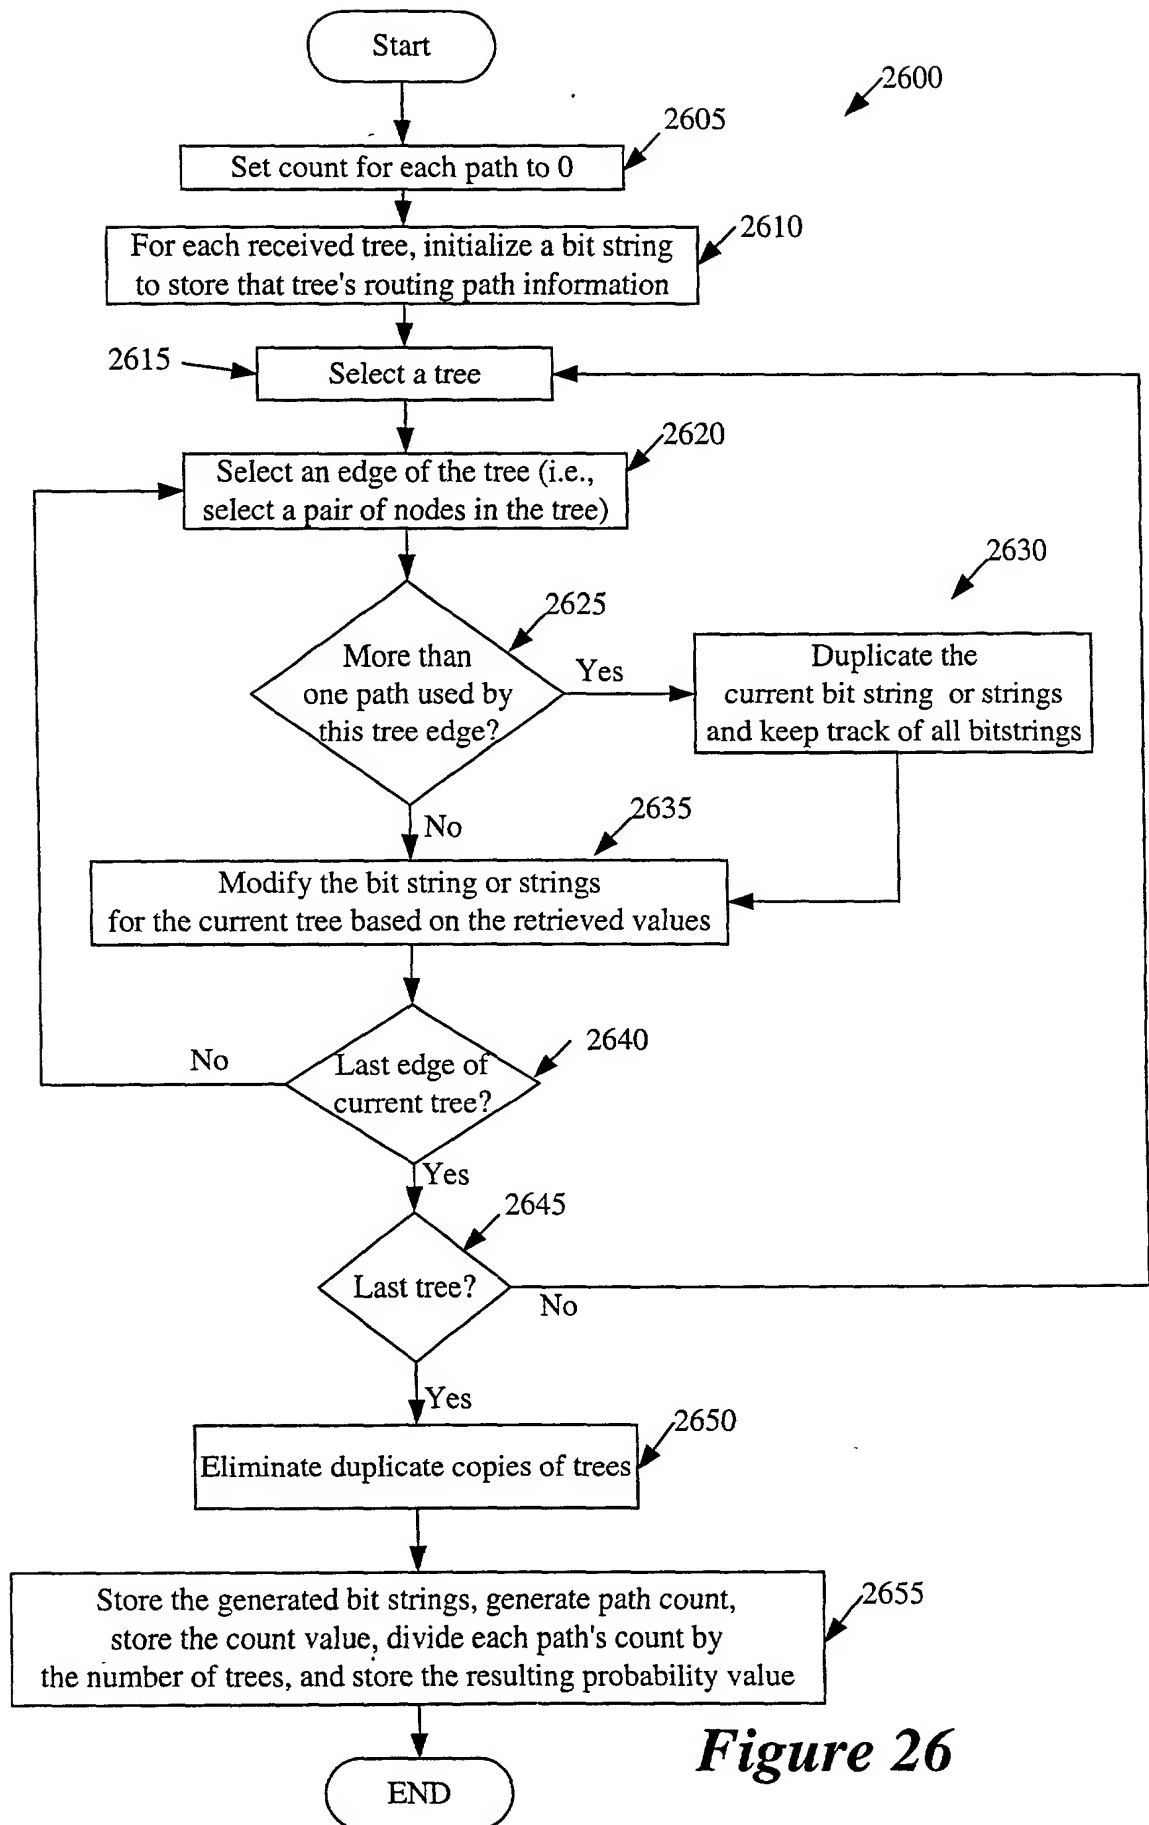 Start
2600
2605
Set count for each path to 0
2610
For each received tree, initialize a bit string
to store that tree's routing path information
2615
Select a tree
2620
Select an edge of the tree (i.e.,
select a pair of nodes in the tree)
2630
2625
More than
one path used by
this tree edge?
Yes
Duplicate the
current bit string or strings
and keep track of all bitstrings
No
2635
Modify the bit string or strings
for the current tree based on the retrieved values
2640
No
Last edge of
current tree?
Yes
2645
Last tree?
No
Yes
2650
Eliminate duplicate copies of trees
2655
Store the generated bit strings, generate path count,
store the count value, divide each path's count by
the number of trees, and store the resulting probability value
Figure 26
END